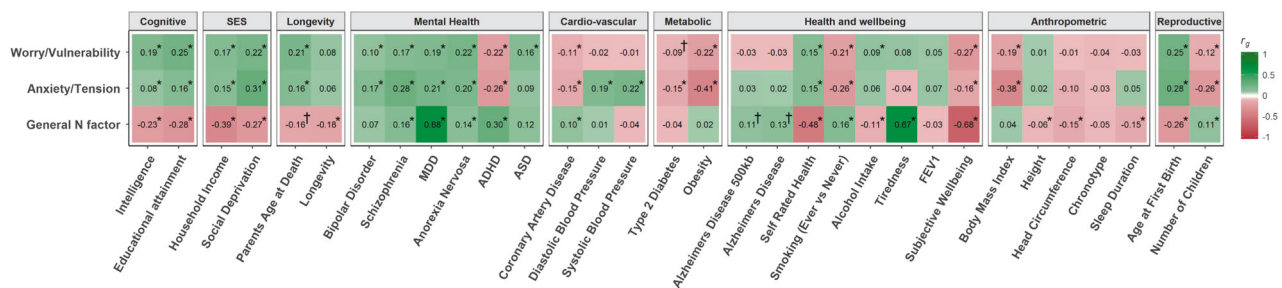 Cognitive SES Longevity Mental Health Cardio-vascular Metabolic Health and wellbeing Anthropometric Reproductive
Worry/Vulnerability 0.19* 0.25* 0.17* 0.22* 0.21* 0.08 0.10* 0.17* 0.19* 0.22* -0.22* 0.16* -0.11* -0.02 -0.01 -0.09† -0.22* -0.03 -0.03 0.15* -0.21* 0.09* 0.08 0.05 -0.27* -0.19* 0.01 -0.01 -0.04 -0.03 0.25* -0.12*
Anxiety/Tension 0.08* 0.16* 0.15* 0.31* 0.16* 0.06 0.17* 0.28* 0.21* 0.20* -0.26* 0.09 -0.15* 0.19* 0.22* -0.15* -0.41* 0.03 0.02 0.15* -0.26* 0.06 -0.04 0.07 -0.16* -0.38* 0.01 -0.10 -0.03 0.05 0.28* -0.26*
General N factor -0.23* -0.28* -0.39* -0.27* -0.16† -0.18* 0.07 0.16* 0.68* 0.14* 0.30* 0.12 0.10* 0.01 -0.04 -0.04 0.02 0.11† 0.13† -0.48* 0.16* -0.11* 0.67* -0.03 -0.68* 0.04 -0.06* -0.15* -0.04 -0.15* -0.26* 0.11*
Intelligence
Educational attainment
Household Income
Social Deprivation
Parents Age at Death
Longevity
Bipolar Disorder
Schizophrenia
MDD
Anorexia Nervosa
ADHD
ASD
Coronary Artery Disease
Diastolic Blood Pressure
Systolic Blood Pressure
Type 2 Diabetes
Obesity
Alzheimers Disease 500kb
Alzheimers Disease
Self Rated Health
Smoking (Ever vs Never)
Alcohol Intake
Tiredness
FEV1
Subjective Wellbeing
Body Mass Index
Height
Head Circumference
Chronotype
Sleep Duration
Age at First Birth
Number of Children
rg
1.0
0.5
0.0
-0.5
-1.0